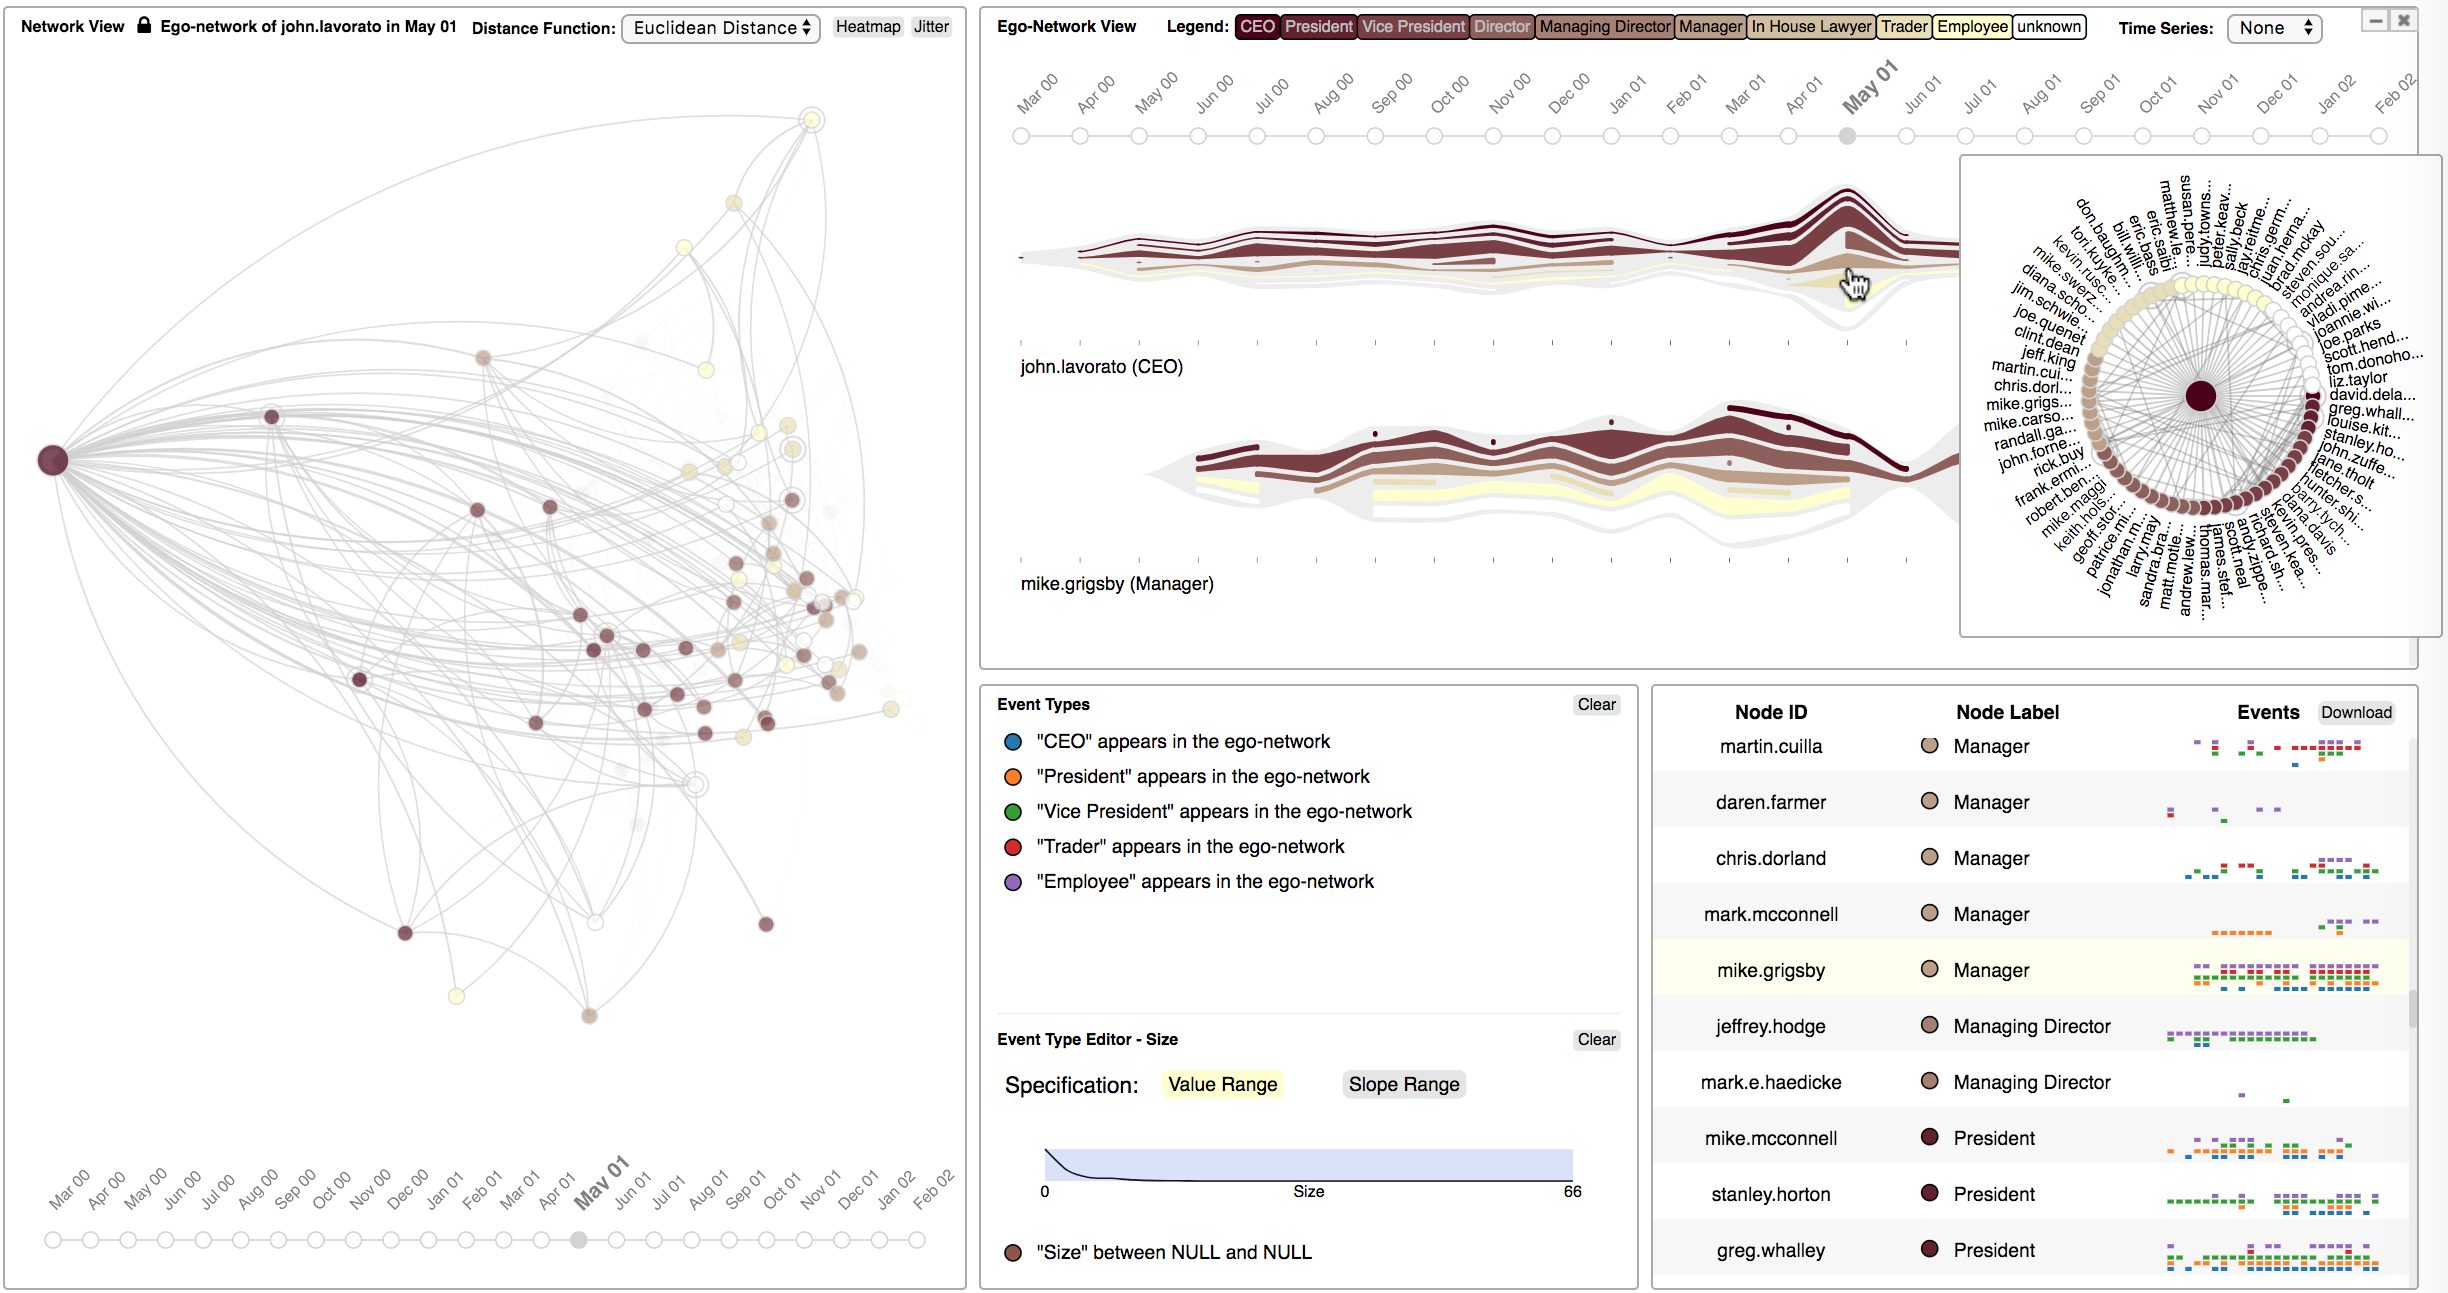 Network View Ego-network of john.lavorato in May 01 Distance Function: Euclidean Distance Heatmap Jitter
Mar 00 Apr 00 May 00 Jun 00 Jul 00 Aug 00 Sep 00 Oct 00 Nov 00 Dec 00 Jan 01 Feb 01 Mar 01 Apr 01 May 01 Jun 01 Jul 01 Aug 01 Sep 01 Oct 01 Nov 01 Dec 01 Jan 02 Feb 02
Ego-Network View Legend: CEO President Vice President Director Managing Director Manager In House Lawyer Trader Employee unknown Time Series: None
Mar 00 Apr 00 May 00 Jun 00 Jul 00 Aug 00 Sep 00 Oct 00 Nov 00 Dec 00 Jan 01 Feb 01 Mar 01 Apr 01 May 01 Jun 01 Jul 01 Aug 01 Sep 01 Oct 01 Nov 01 Dec 01 Jan 02 Feb 02
john.lavorato (CEO)
mike.grigsby (Manager)
susan.pere...
judy.towns...
peter.keav...
sally.beck
jay.reitme...
chris.germ...
juan.herna...
brad.mckay
steven.sou...
monique.sa...
andrea.rin...
vladi.pime...
joannie.wi...
joe.parks
scott.hend...
tom.donoho...
liz.taylor
david.dela...
greg.whall...
louise.kit...
stanley.ho...
john.zuffe...
jane.tholt
fletcher.s...
hunter.shi...
barry.tych...
dana.davis
kevin.pres...
steven.kea...
richard.sh...
andy.zippe...
scott.neal
james.stef...
thomas.mar...
andrew.lew...
matt.motle...
sandra.bra...
larry.may
jonathan.m...
patrice.mi...
geoff.stor...
keith.hols...
mike.maggi
robert.ben...
frank.ermi...
rick.buy
john.forne...
randall.ga...
mike.carso...
mike.grigs...
chris.dorl...
martin.cui...
jeff.king
clint.dean
joe.quenet
jim.schwie...
diana.scho...
mike.swerz...
kevin.rusc...
tori.kuyke...
don.baughm...
bill.willi...
eric.bass
eric.saibi
matthew.le...
Event Types Clear
"CEO" appears in the ego-network
"President" appears in the ego-network
"Vice President" appears in the ego-network
"Trader" appears in the ego-network
"Employee" appears in the ego-network
Event Type Editor - Size Clear
Specification: Value Range Slope Range
0 Size 66
"Size" between NULL and NULL
Node ID Node Label Events Download
martin.cuilla Manager
daren.farmer Manager
chris.dorland Manager
mark.mcconnell Manager
mike.grigsby Manager
jeffrey.hodge Managing Director
mark.e.haedicke Managing Director
mike.mcconnell President
stanley.horton President
greg.whalley President